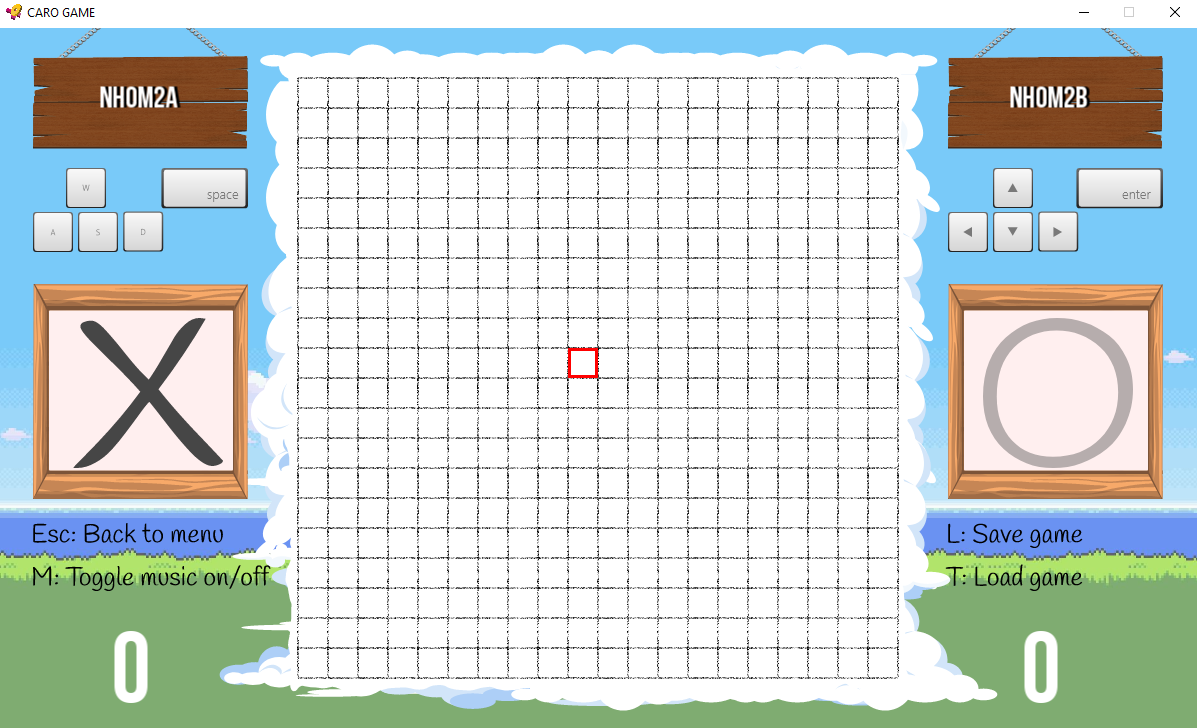 CARO GAME
NHOM2A
W
space
A S D
X
Esc: Back to menu
M: Toggle music on/off
0
NHOM2B
enter
O
L: Save game
T: Load game
0